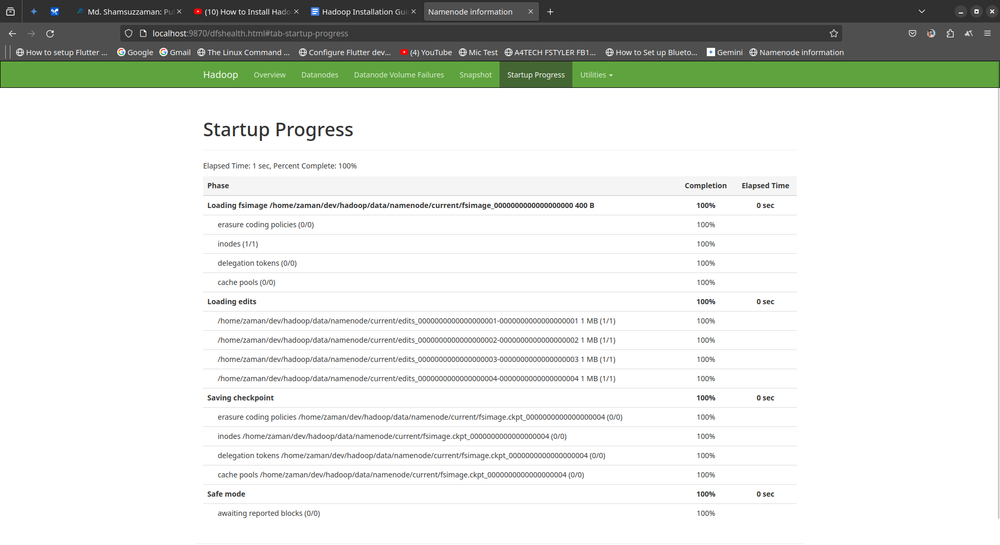 Md. Shamsuzzaman: Pu
(10) How to Install Hado
Hadoop Installation Gui
Namenode information
localhost:9870/dfshealth.html#tab-startup-progress
How to setup Flutter ...
Google
Gmail
The Linux Command ...
Configure Flutter dev...
(4) YouTube
Mic Test
A4TECH FSTYLER FB1...
How to Set up Blueto...
Gemini
Namenode information
Hadoop
Overview
Datanodes
Datanode Volume Failures
Snapshot
Startup Progress
Utilities
Startup Progress
Elapsed Time: 1 sec, Percent Complete: 100%
Phase Completion Elapsed Time
Loading fsimage /home/zaman/dev/hadoop/data/namenode/current/fsimage_0000000000000000000 400 B 100% 0 sec
erasure coding policies (0/0) 100%
inodes (1/1) 100%
delegation tokens (0/0) 100%
cache pools (0/0) 100%
Loading edits 100% 0 sec
/home/zaman/dev/hadoop/data/namenode/current/edits_0000000000000000001-0000000000000000001 1 MB (1/1) 100%
/home/zaman/dev/hadoop/data/namenode/current/edits_0000000000000000002-0000000000000000002 1 MB (1/1) 100%
/home/zaman/dev/hadoop/data/namenode/current/edits_0000000000000000003-0000000000000000003 1 MB (1/1) 100%
/home/zaman/dev/hadoop/data/namenode/current/edits_0000000000000000004-0000000000000000004 1 MB (1/1) 100%
Saving checkpoint 100% 0 sec
erasure coding policies /home/zaman/dev/hadoop/data/namenode/current/fsimage.ckpt_0000000000000000004 (0/0) 100%
inodes /home/zaman/dev/hadoop/data/namenode/current/fsimage.ckpt_0000000000000000004 (0/0) 100%
delegation tokens /home/zaman/dev/hadoop/data/namenode/current/fsimage.ckpt_0000000000000000004 (0/0) 100%
cache pools /home/zaman/dev/hadoop/data/namenode/current/fsimage.ckpt_0000000000000000004 (0/0) 100%
Safe mode 100% 0 sec
awaiting reported blocks (0/0) 100%